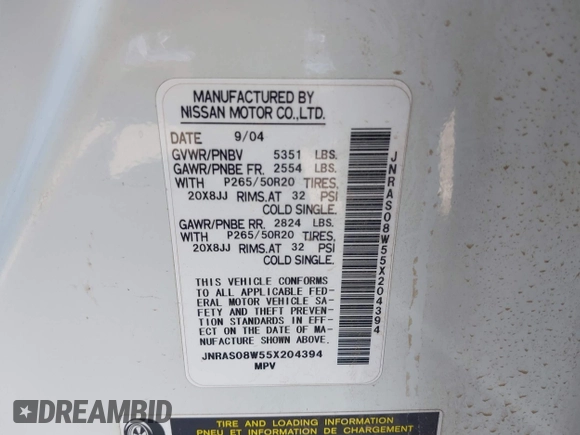 MANUFACTURED BY
NISSAN MOTOR CO.,LTD.
DATE 9/04
GVWR/PNBV 5351 LBS.
GAWR/PNBE FR. 2554 LBS.
WITH P265/50R20 TIRES,
20X8JJ RIMS,AT 32 PSI
COLD SINGLE.
GAWR/PNBE RR. 2824 LBS.
WITH P265/50R20 TIRES,
20X8JJ RIMS,AT 32 PSI
COLD SINGLE.
THIS VEHICLE CONFORMS
TO ALL APPLICABLE FED-
ERAL MOTOR VEHICLE SA-
FETY AND THEFT PREVEN-
TION STANDARDS IN EFF-
ECT ON THE DATE OF MA-
NUFACTURE SHOWN ABOVE.
JNRAS08W55X204394
MPV
JNRAS08W55X204394
TIRE AND LOADING INFORMATION
PNEU ET INFORMATION DE CHARGEMENT
DREAMBID